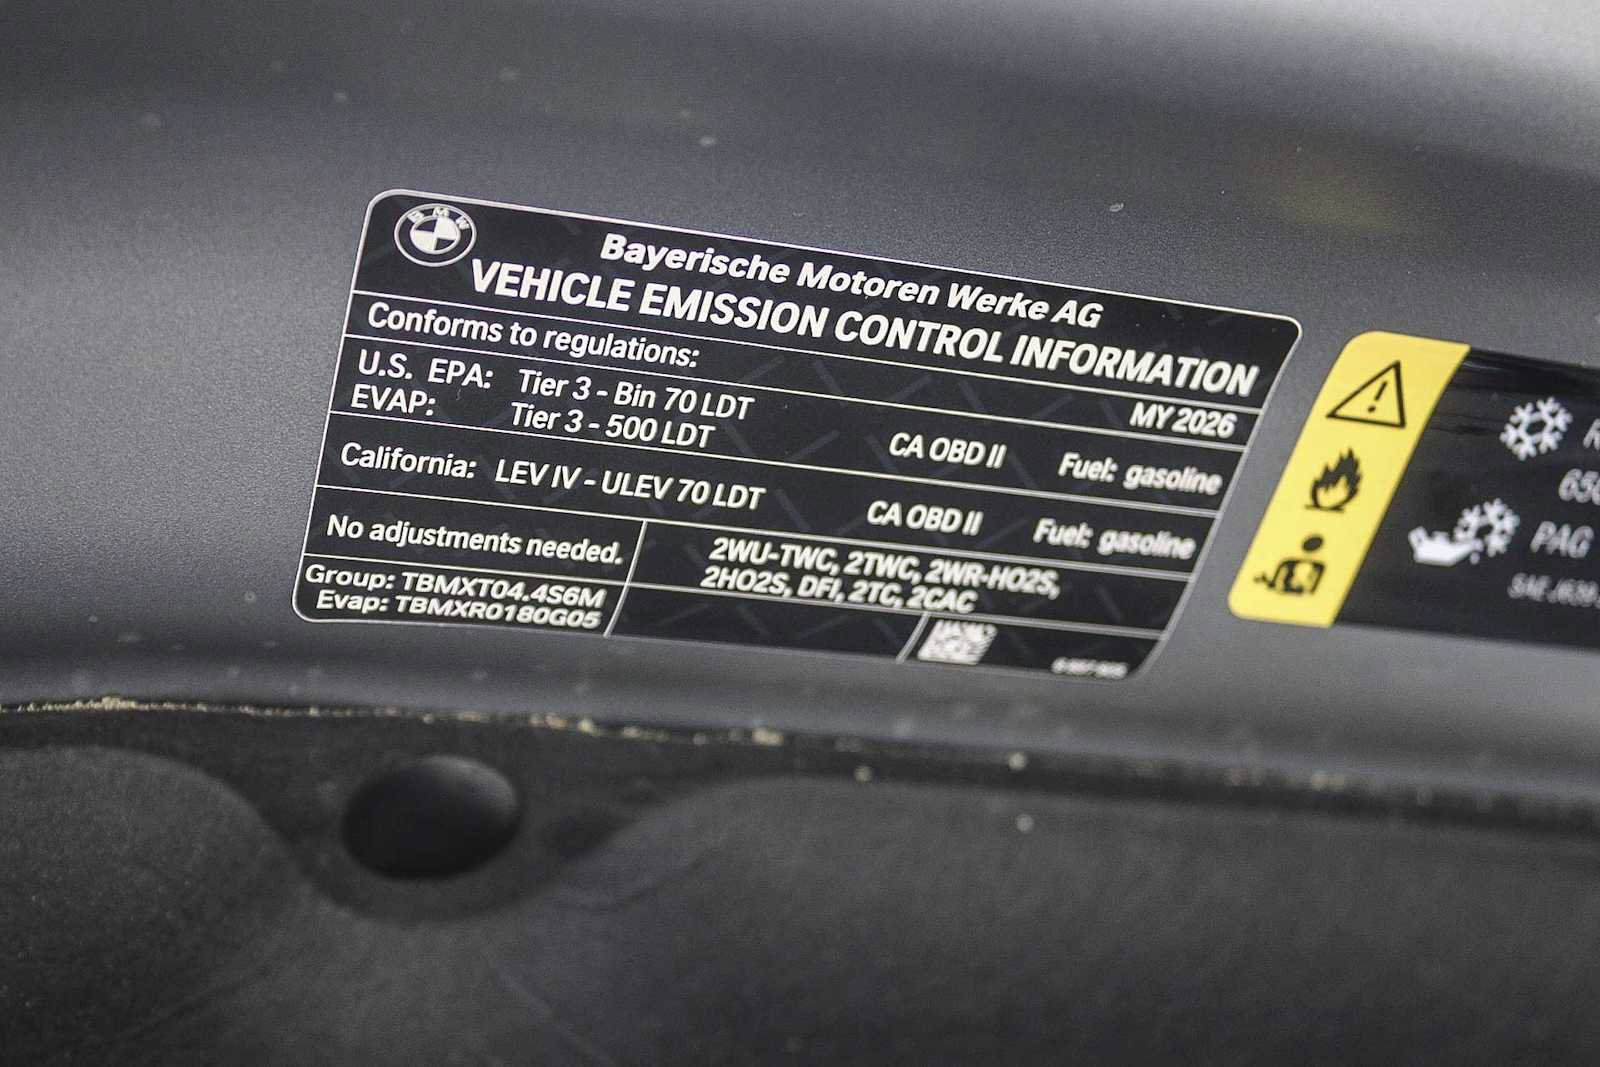 BMW
Bayerische Motoren Werke AG
VEHICLE EMISSION CONTROL INFORMATION
Conforms to regulations:
MY 2026
U.S. EPA: Tier 3 - Bin 70 LDT
EVAP: Tier 3 - 500 LDT
CA OBD II Fuel: gasoline
California: LEV IV - ULEV 70 LDT CA OBD II Fuel: gasoline
No adjustments needed.
2WU-TWC, 2TWC, 2WR-HO2S,
2HO2S, DFI, 2TC, 2CAC
Group: TBMXT04.4S6M
Evap: TBMXR0180G05
PAG
SAE J639